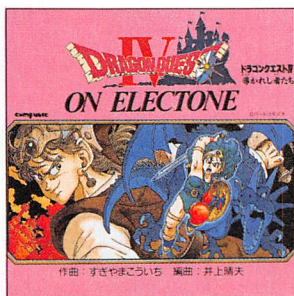 DRAGON QUEST
IV
ドラゴンクエストIV
導かれし者たち
ON ELECTONE
作曲：すぎやまこういち 編曲：井上晴夫